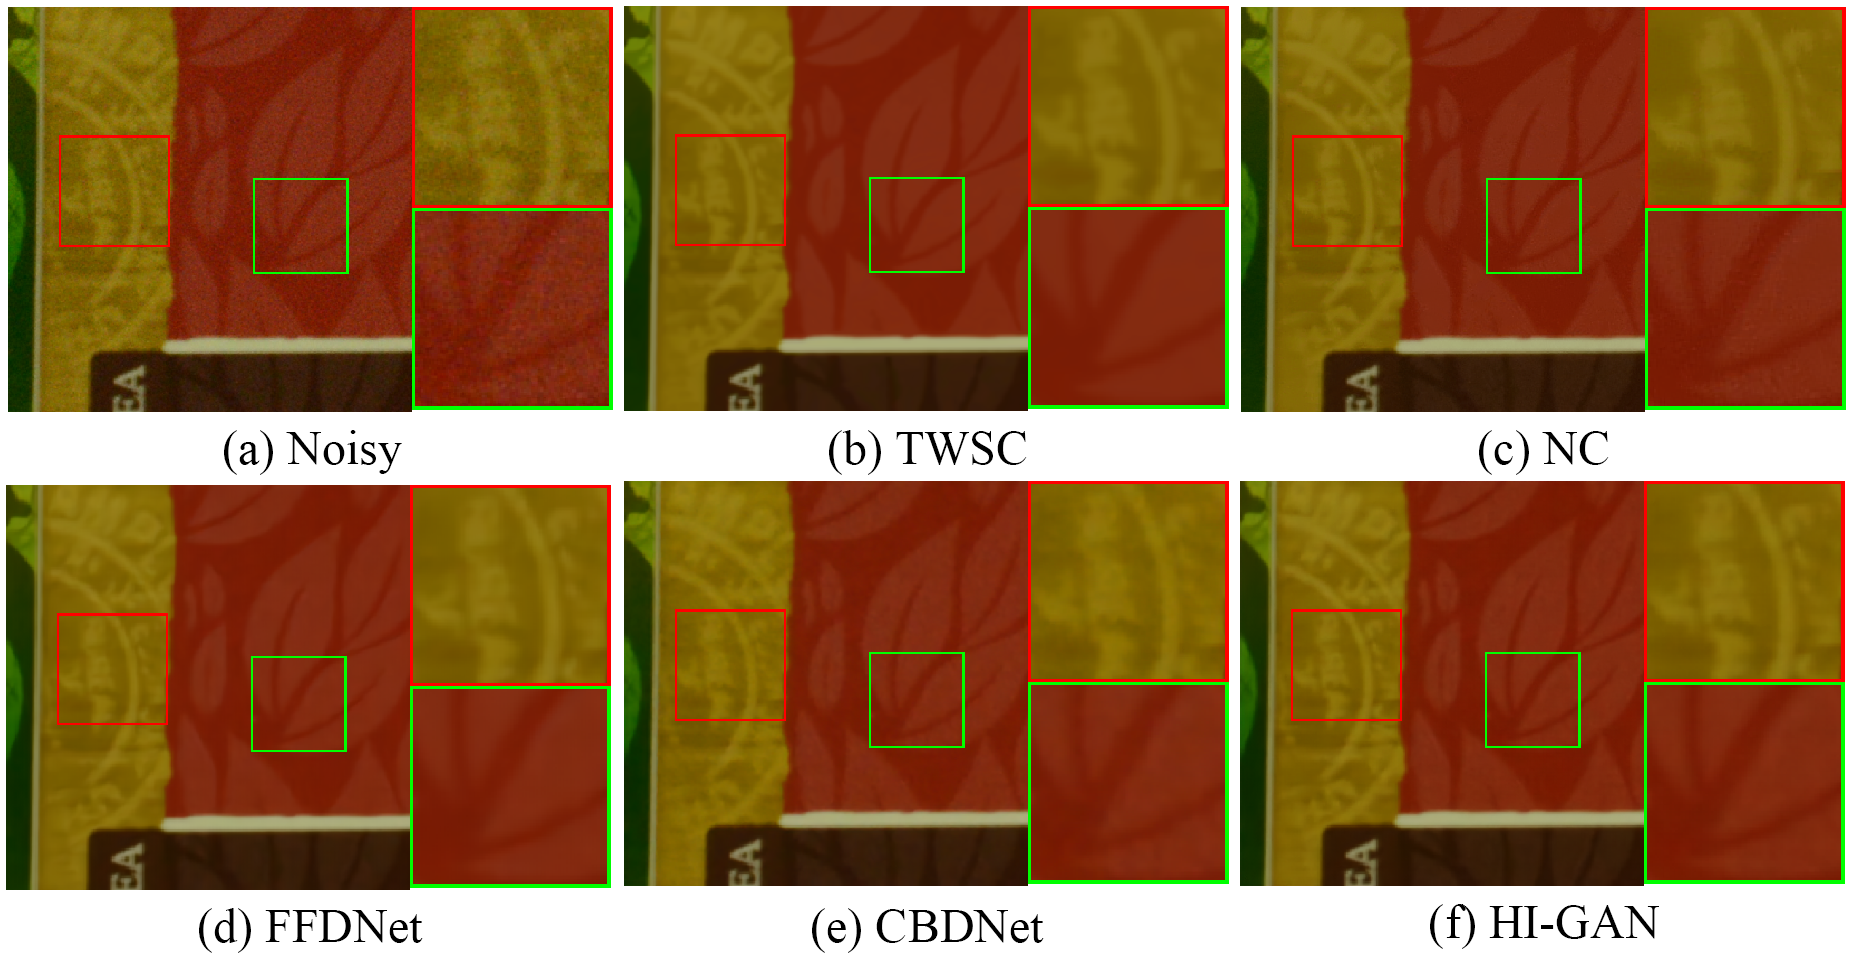 EA
EA
EA
(a) Noisy
(b) TWSC
(c) NC
EA
EA
EA
(d) FFDNet
(e) CBDNet
(f) HI-GAN